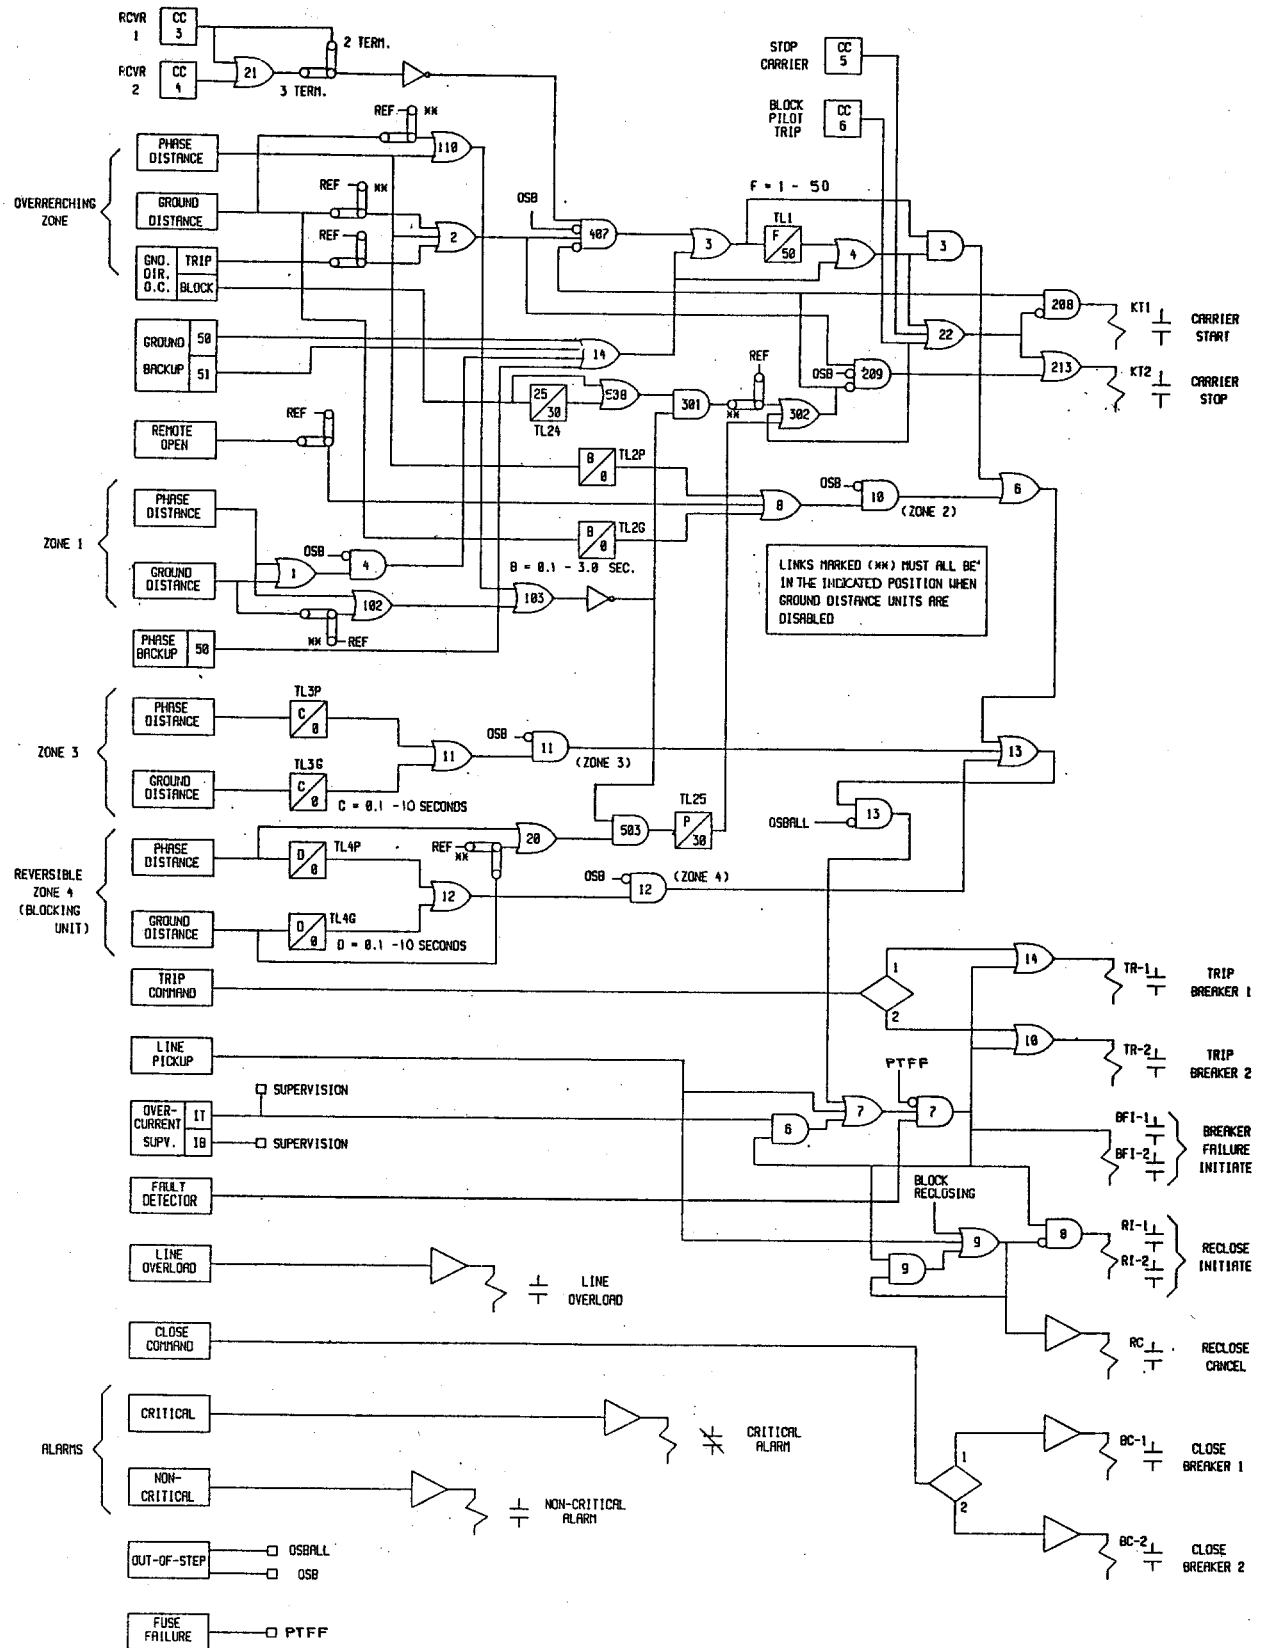 RCVR
1
CC
3
2 TERM.
RCVR
2
CC
4
21
3 TERM.
STOP
CARRIER
CC
5
BLOCK
PILOT
TRIP
CC
6
REF
**
OVERREACHING
ZONE
PHASE
DISTANCE
110
GROUND
DISTANCE
REF
**
REF
2
GND.
DIR.
O.C.
TRIP
BLOCK
OSB
407
3
F = 1 - 50
TL1
F
50
4
3
GROUND
BACKUP
50
51
14
22
208
KT1
CARRIER
START
213
KT2
CARRIER
STOP
25
30
TL24
301
REF
**
302
OSB
209
REMOTE
OPEN
REF
B
0
TL2P
B
0
TL2G
B = 0.1 - 3.0 SEC.
8
OSB
10
(ZONE 2)
6
ZONE 1
PHASE
DISTANCE
GROUND
DISTANCE
1
OSB
4
102
** REF
103
PHASE
BACKUP
50
LINKS MARKED (**) MUST ALL BE
IN THE INDICATED POSITION WHEN
GROUND DISTANCE UNITS ARE
DISABLED
ZONE 3
PHASE
DISTANCE
TL3P
C
0
GROUND
DISTANCE
TL3G
C
0
C = 0.1 -10 SECONDS
11
OSB
11
(ZONE 3)
13
OSBALL
13
REVERSIBLE
ZONE 4
(BLOCKING
UNIT)
PHASE
DISTANCE
D
0
TL4P
GROUND
DISTANCE
D
0
TL4G
D = 0.1 -10 SECONDS
REF
**
20
12
503
TL25
P
30
OSB
12
(ZONE 4)
TRIP
COMMAND
1
2
14
TR-1
TRIP
BREAKER 1
10
TR-2
TRIP
BREAKER 2
LINE
PICKUP
SUPERVISION
OVER-
CURRENT
SUPV.
IT
IB
SUPERVISION
6
7
PTFF
7
BFI-1
BFI-2
BREAKER
FAILURE
INITIATE
FAULT
DETECTOR
BLOCK
RECLOSING
9
9
8
RI-1
RI-2
RECLOSE
INITIATE
LINE
OVERLOAD
LINE
OVERLOAD
RC
RECLOSE
CANCEL
CLOSE
COMMAND
ALARMS
CRITICAL
CRITICAL
ALARM
NON-
CRITICAL
NON-CRITICAL
ALARM
1
2
BC-1
CLOSE
BREAKER 1
BC-2
CLOSE
BREAKER 2
OUT-OF-STEP
OSBALL
OSB
FUSE
FAILURE
PTFF